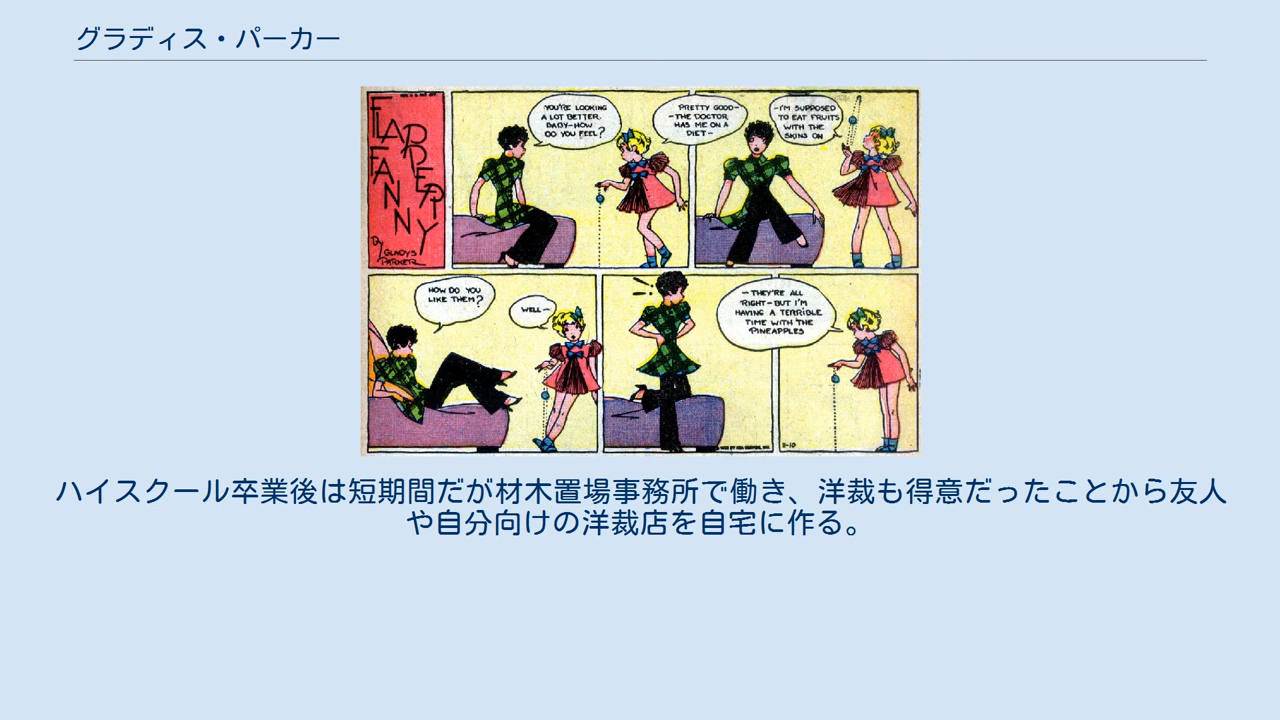 グラディス・パーカー
FLAPPER
FANNY
By
GLADYS
PARKER
YOU'RE LOOKING
A LOT BETTER,
BABY-HOW
DO YOU FEEL?
PRETTY GOOD-
-THE DOCTOR
HAS ME ON A
DIET-
-I'M SUPPOSED
TO EAT FRUITS
WITH THE
SKINS ON
HOW DO YOU
LIKE THEM?
WELL-
-THEY'RE ALL
RIGHT-BUT I'M
HAVING A TERRIBLE
TIME WITH THE
PINEAPPLES
11-10
ハイスクール卒業後は短期間だが材木置場事務所で働き、洋裁も得意だったことから友人
や自分向けの洋裁店を自宅に作る。